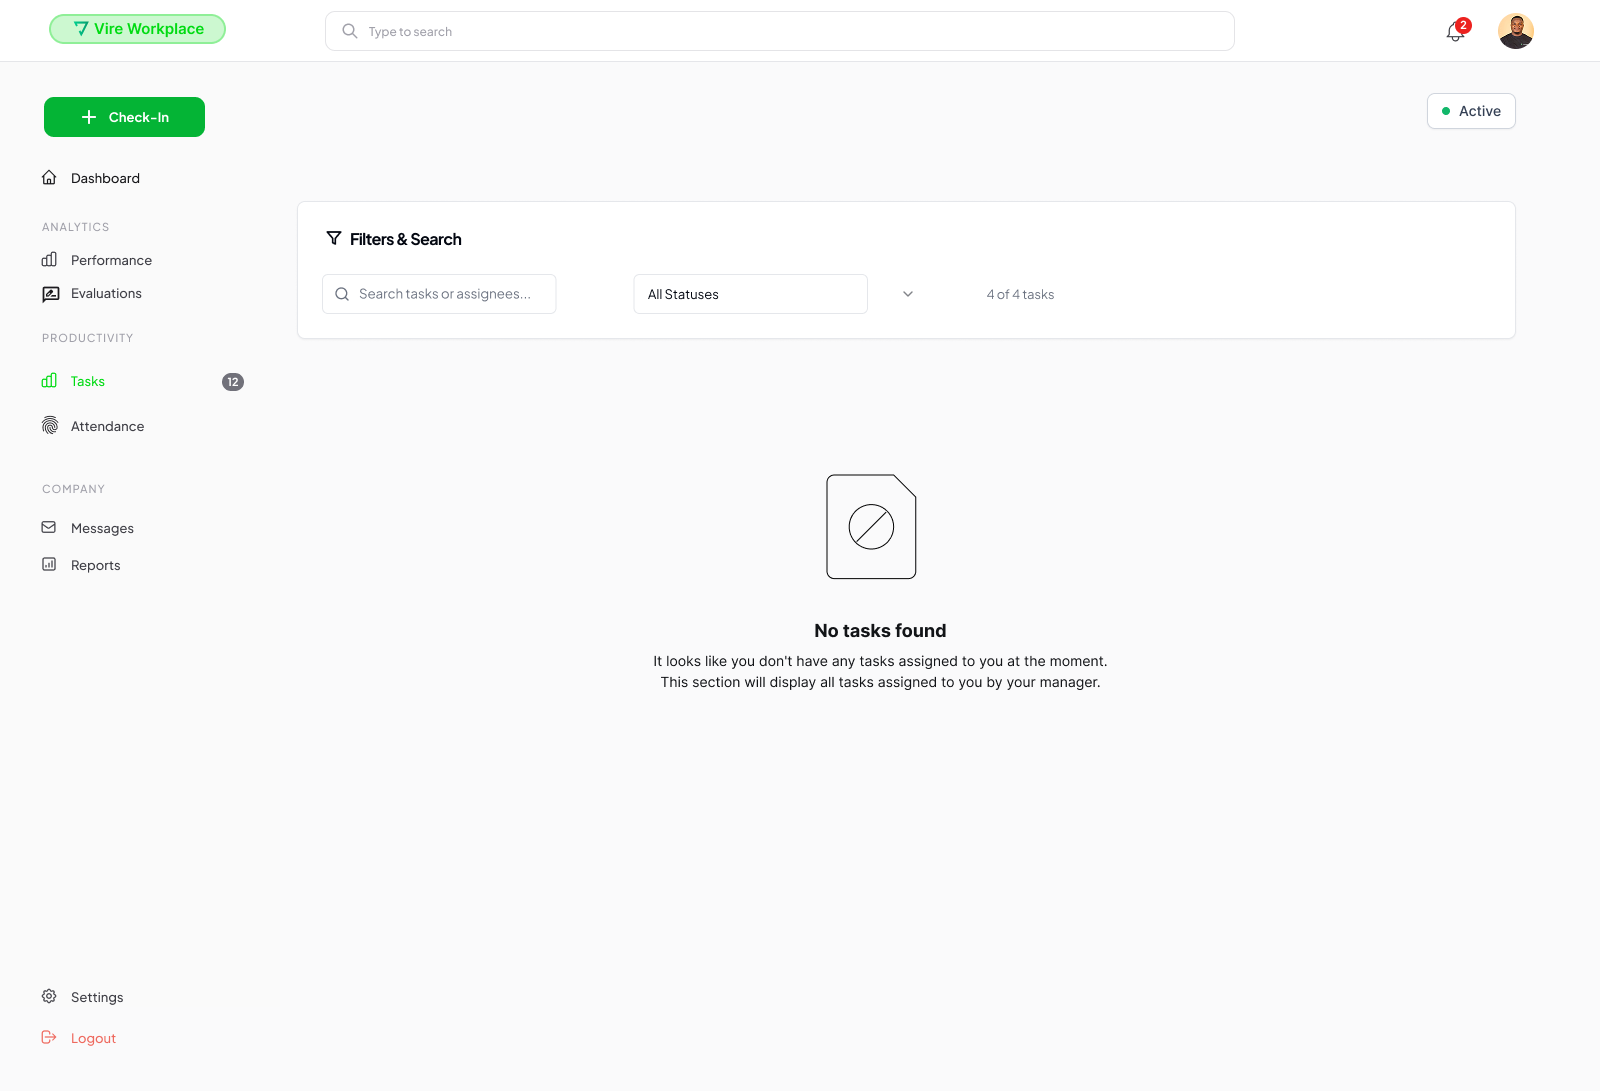 Vire Workplace
Type to search
2
Check-In
Active
Dashboard
ANALYTICS
Performance
Evaluations
PRODUCTIVITY
Tasks
12
Attendance
COMPANY
Messages
Reports
Settings
Logout
Filters & Search
Search tasks or assignees...
All Statuses
4 of 4 tasks
No tasks found
It looks like you don't have any tasks assigned to you at the moment.
This section will display all tasks assigned to you by your manager.